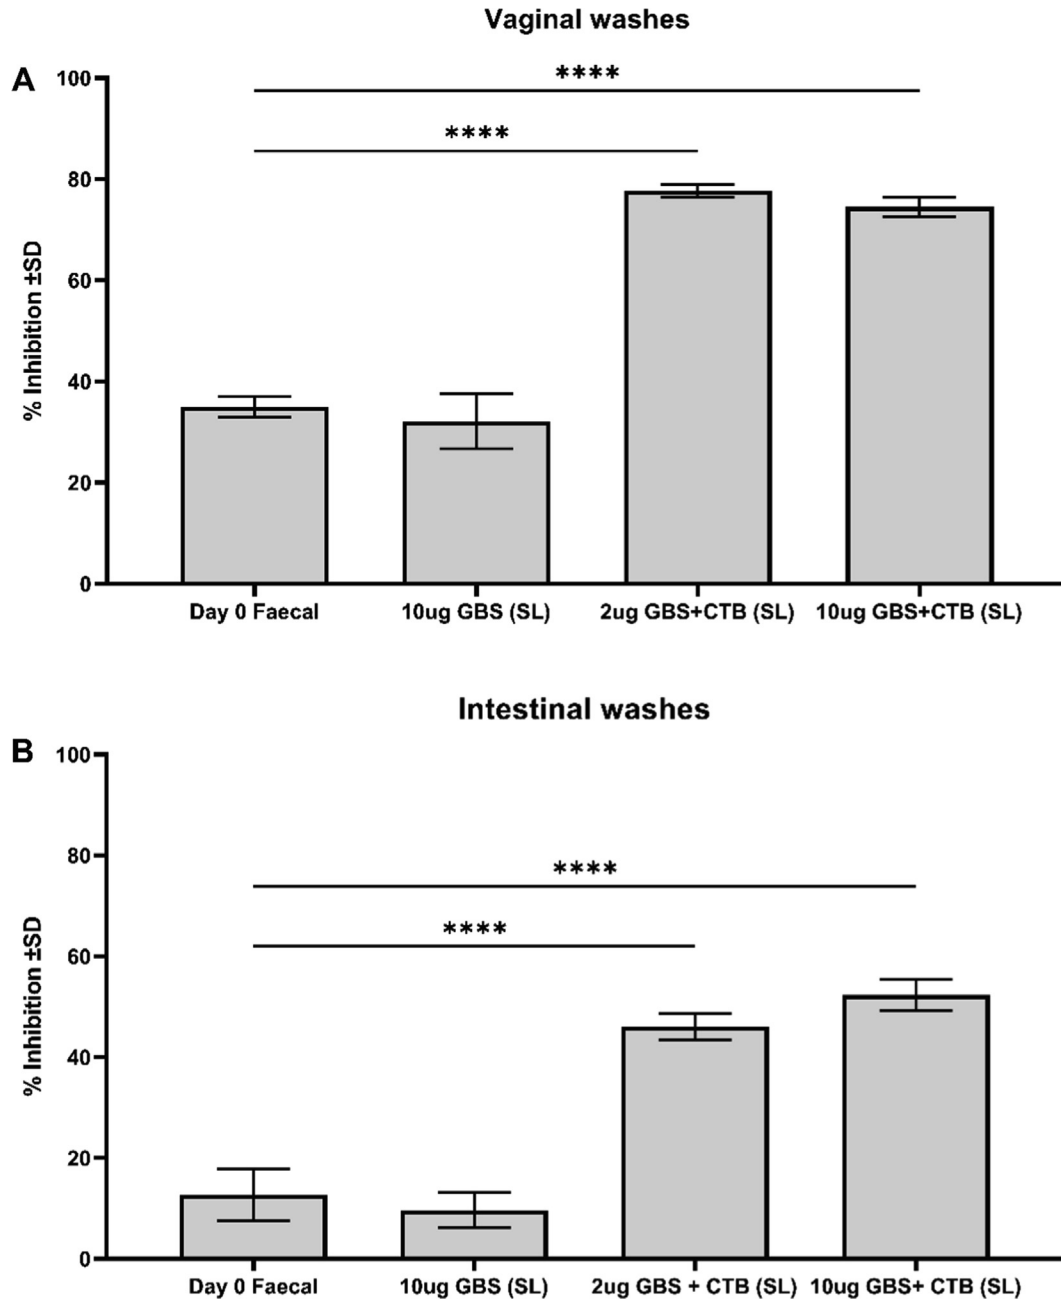 Vaginal washes
A
100
****
****
80
60
40
20
0
% Inhibition ±SD
Day 0 Faecal 10ug GBS (SL) 2ug GBS+CTB (SL) 10ug GBS+CTB (SL)
Intestinal washes
B
100
80
****
****
60
40
20
0
% Inhibition ±SD
Day 0 Faecal 10ug GBS (SL) 2ug GBS + CTB (SL) 10ug GBS+ CTB (SL)